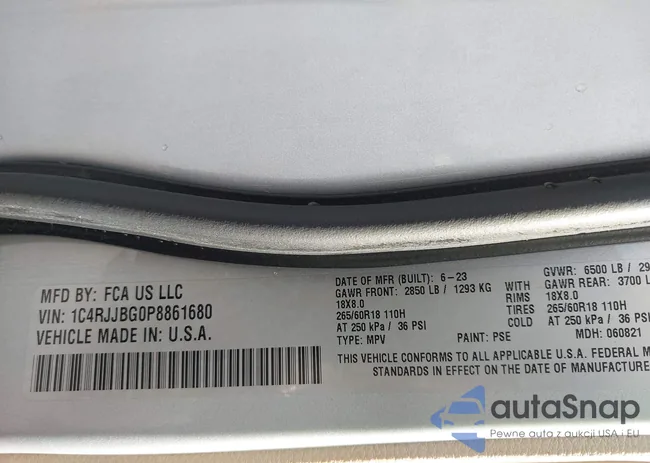 MFD BY: FCA US LLC
VIN: 1C4RJJBG0P8861680
VEHICLE MADE IN: U.S.A.
DATE OF MFR (BUILT): 6-23
GAWR FRONT: 2850 LB / 1293 KG
18X8.0
265/60R18 110H
AT 250 kPa / 36 PSI
TYPE: MPV
WITH
RIMS
TIRES
COLD
PAINT: PSE
GVWR: 6500 LB / 29
GAWR REAR: 3700 L
18X8.0
265/60R18 110H
AT 250 kPa / 36 PSI
MDH: 060821
THIS VEHICLE CONFORMS TO ALL APPLICABLE U.S.A. FEDERAL M
STANDARDS IN EFFECT ON THE DATE OF MANUFACTURE
autaSnap
Pewne auta z aukcji USA i EU